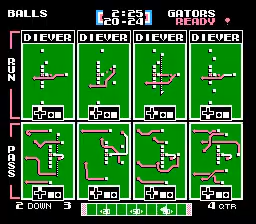 BALLS 2:25 GATORS
20-24 READY
DIEVER DIEVER DIEVER DIEVER
RUN
PASS
2 DOWN 3 4 QTR